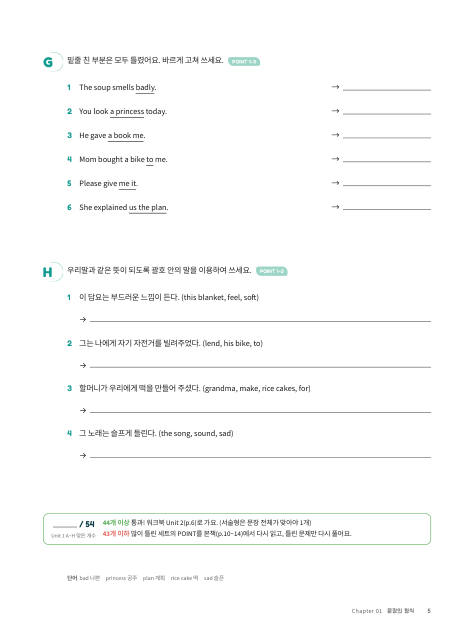 G 밑줄 친 부분은 모두 틀렸어요. 바르게 고쳐 쓰세요. POINT 1-3
1 The soup smells badly. →
2 You look a princess today. →
3 He gave a book me. →
4 Mom bought a bike to me. →
5 Please give me it. →
6 She explained us the plan. →
H 우리말과 같은 뜻이 되도록 괄호 안의 말을 이용하여 쓰세요. POINT 1-3
1 이 담요는 부드러운 느낌이 든다. (this blanket, feel, soft)
→
2 그는 나에게 자기 자전거를 빌려주었다. (lend, his bike, to)
→
3 할머니가 우리에게 떡을 만들어 주셨다. (grandma, make, rice cakes, for)
→
4 그 노래는 슬프게 들린다. (the song, sound, sad)
→
/ 54
Unit 1 A~H 맞은 개수
44개 이상 통과! 워크북 Unit 2(p.6)로 가요. (서술형은 문장 전체가 맞아야 1개)
43개 이하 많이 틀린 세트의 POINT를 본책(p.10~14)에서 다시 읽고, 틀린 문제만 다시 풀어요.
단어 bad 나쁜 princess 공주 plan 계획 rice cake 떡 sad 슬픈
Chapter 01 문장의 형식 5